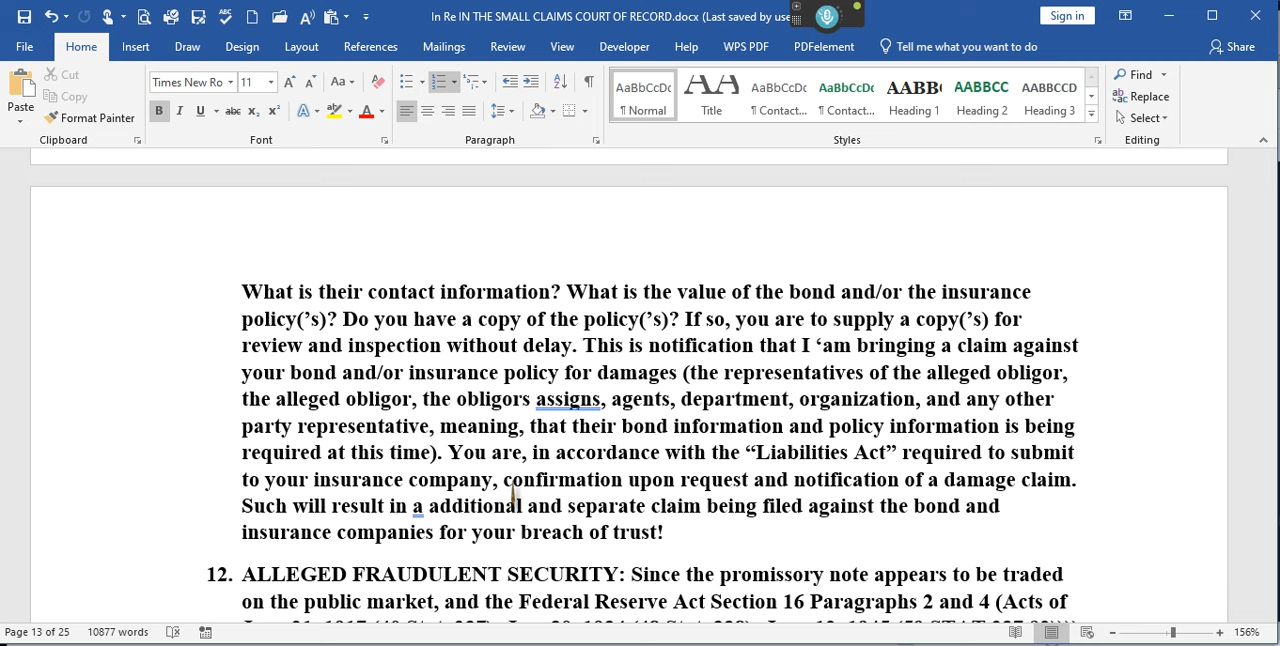 In Re IN THE SMALL CLAIMS COURT OF RECORD.docx (Last saved by use
Sign in
File Home Insert Draw Design Layout References Mailings Review View Developer Help WPS PDF PDFelement Tell me what you want to do Share
Paste
Cut
Copy
Format Painter
Clipboard
Times New Ro 11 Aa
B I U abc x₂ x² A A
Font
Paragraph
AaBbCcDc AA AaBbCcDc AaBbCcDc AABB AABBCC AABBCCD
¶ Normal Title ¶ Contact... ¶ Contact... Heading 1 Heading 2 Heading 3
Styles
Find
Replace
Select
Editing
What is their contact information? What is the value of the bond and/or the insurance
policy(’s)? Do you have a copy of the policy(’s)? If so, you are to supply a copy(’s) for
review and inspection without delay. This is notification that I ‘am bringing a claim against
your bond and/or insurance policy for damages (the representatives of the alleged obligor,
the alleged obligor, the obligors assigns, agents, department, organization, and any other
party representative, meaning, that their bond information and policy information is being
required at this time). You are, in accordance with the “Liabilities Act” required to submit
to your insurance company, confirmation upon request and notification of a damage claim.
Such will result in a additional and separate claim being filed against the bond and
insurance companies for your breach of trust!
12. ALLEGED FRAUDULENT SECURITY: Since the promissory note appears to be traded
on the public market, and the Federal Reserve Act Section 16 Paragraphs 2 and 4 (Acts of
Page 13 of 25 10877 words 156%